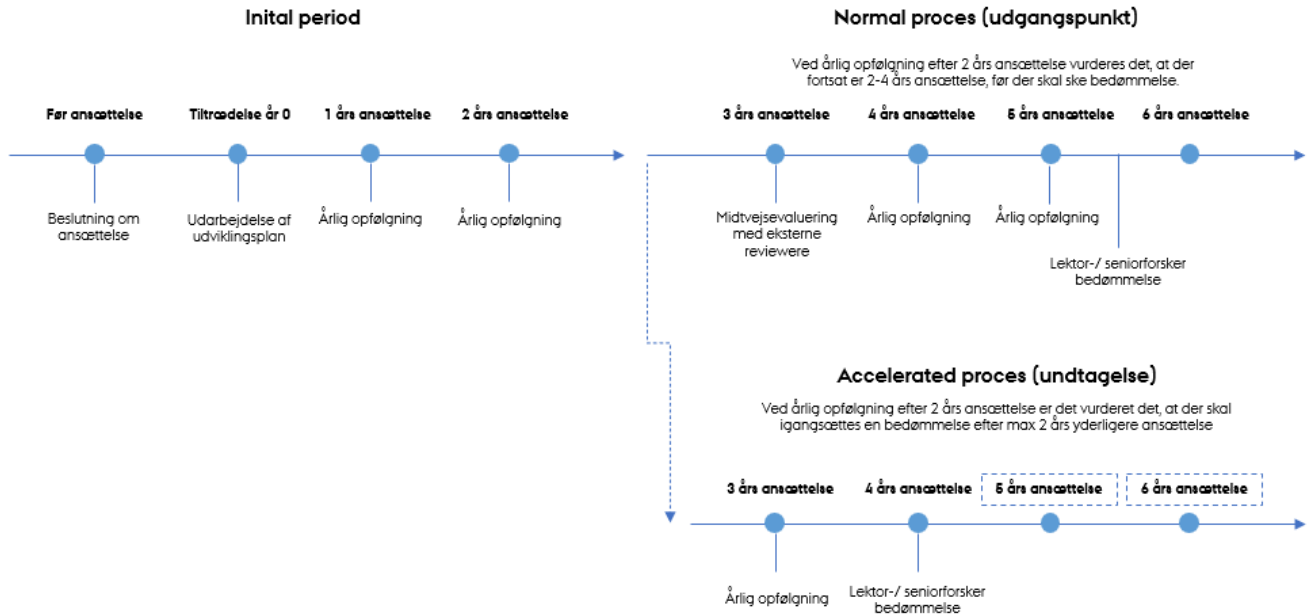 Inital period
Før ansættelse
Tiltrædelse år 0
1 års ansættelse
2 års ansættelse
Beslutning om
ansættelse
Udarbejdelse af
udviklingsplan
Årlig opfølgning
Årlig opfølgning
Normal proces (udgangspunkt)
Ved årlig opfølgning efter 2 års ansættelse vurderes det, at der
fortsat er 2-4 års ansættelse, før der skal ske bedømmelse.
3 års ansættelse
4 års ansættelse
5 års ansættelse
6 års ansættelse
Midtvejsevaluering
med eksterne
reviewere
Årlig opfølgning
Årlig opfølgning
Lektor-/ seniorforsker
bedømmelse
Accelerated proces (undtagelse)
Ved årlig opfølgning efter 2 års ansættelse er det vurderet det, at der skal
igangsættes en bedømmelse efter max 2 års yderligere ansættelse
3 års ansættelse
4 års ansættelse
5 års ansættelse
6 års ansættelse
Årlig opfølgning
Lektor-/ seniorforsker
bedømmelse